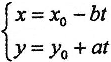 x = x₀ − bt
y = y₀ + at